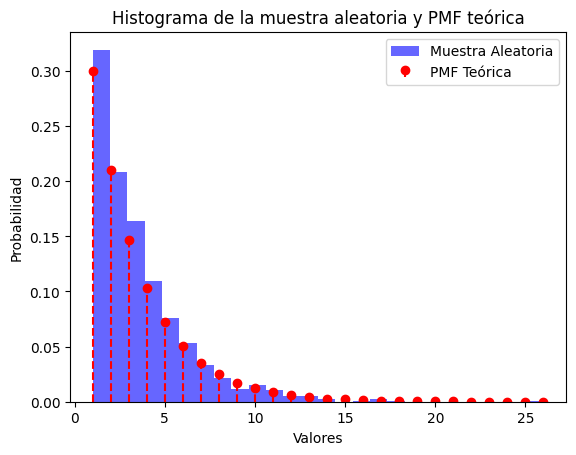 Histograma de la muestra aleatoria y PMF teórica
Muestra Aleatoria
PMF Teórica
0.30
0.25
0.20
0.15
0.10
0.05
0.00
Probabilidad
0
5
10
15
20
25
Valores